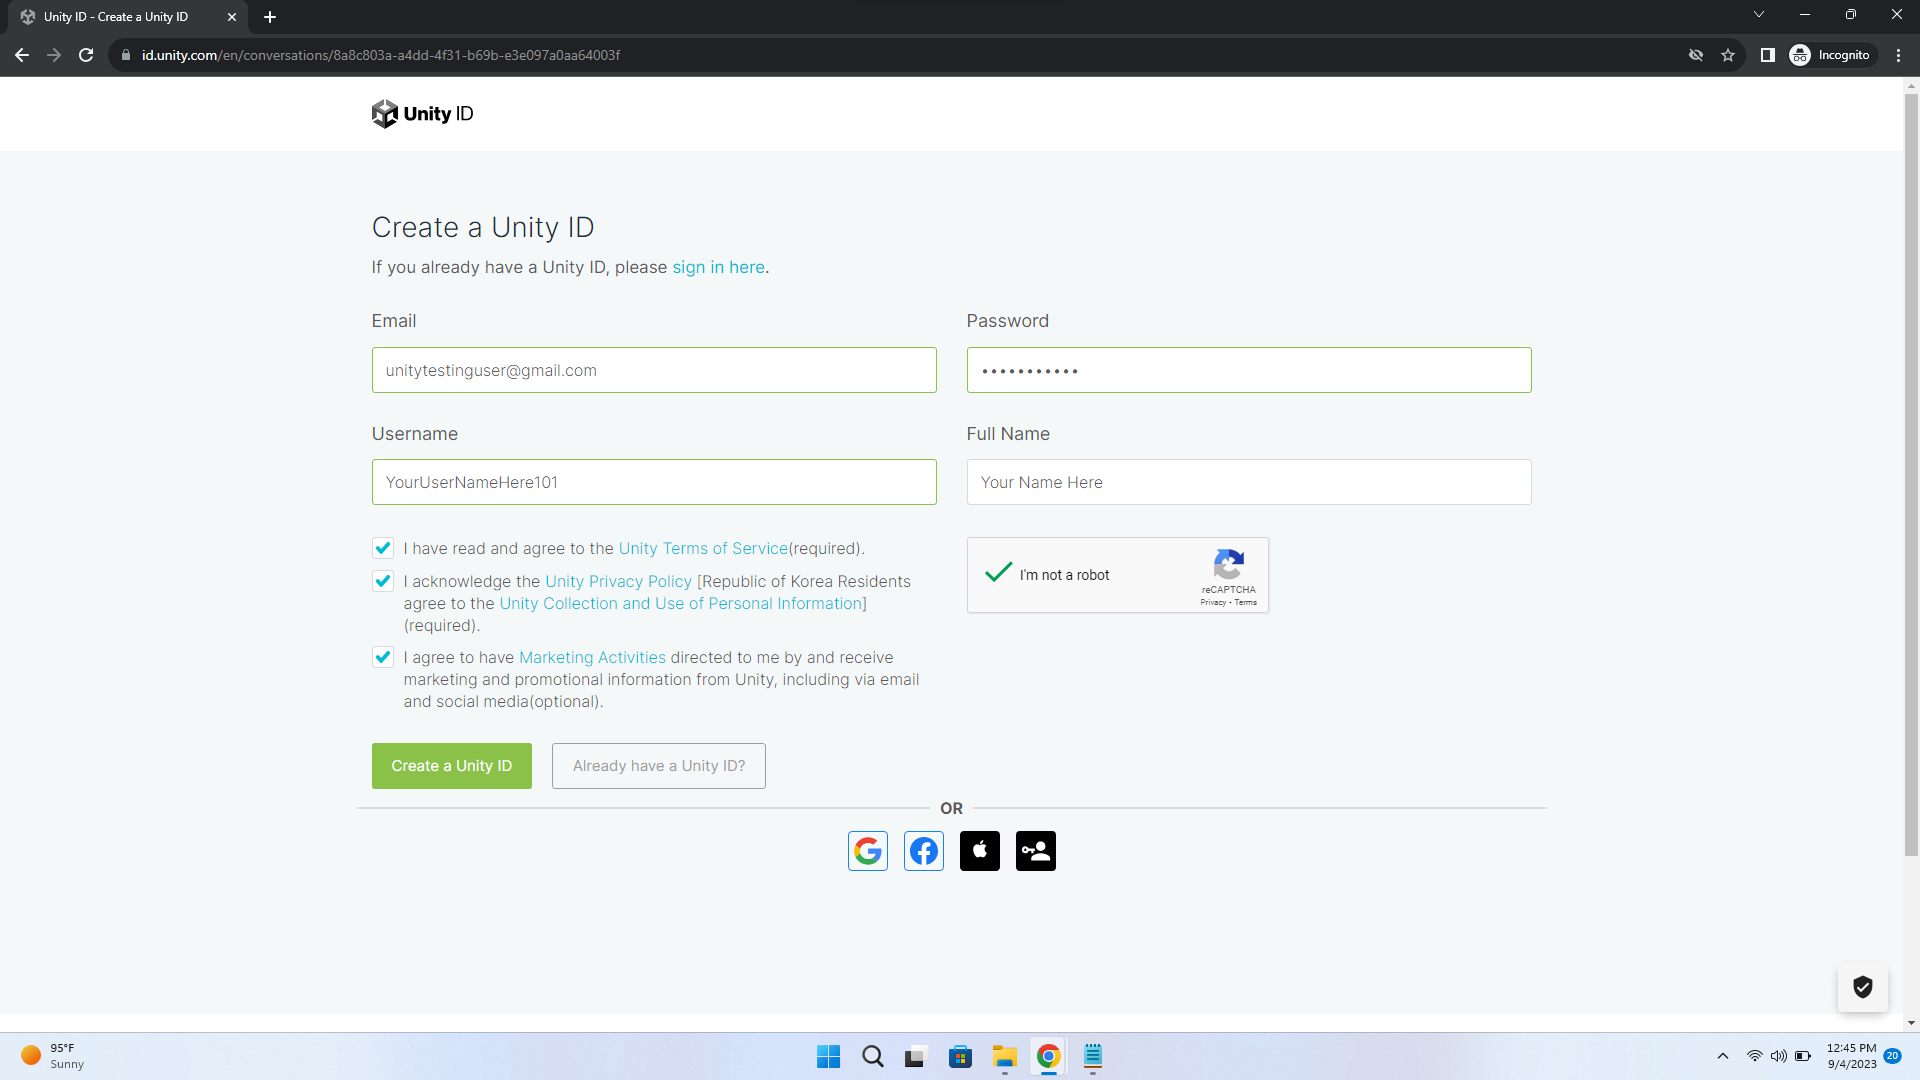 Unity ID - Create a Unity ID
id.unity.com/en/conversations/8a8c803a-a4dd-4f31-b69b-e3e097a0aa64003f
Incognito
Unity ID
Create a Unity ID
If you already have a Unity ID, please sign in here.
Email
Password
unitytestinguser@gmail.com
•••••••••••
Username
Full Name
YourUserNameHere101
Your Name Here
I have read and agree to the Unity Terms of Service(required).
I acknowledge the Unity Privacy Policy [Republic of Korea Residents
agree to the Unity Collection and Use of Personal Information]
(required).
I'm not a robot
reCAPTCHA
Privacy - Terms
I agree to have Marketing Activities directed to me by and receive
marketing and promotional information from Unity, including via email
and social media(optional).
Create a Unity ID
Already have a Unity ID?
OR
95°F
Sunny
12:45 PM
9/4/2023
20